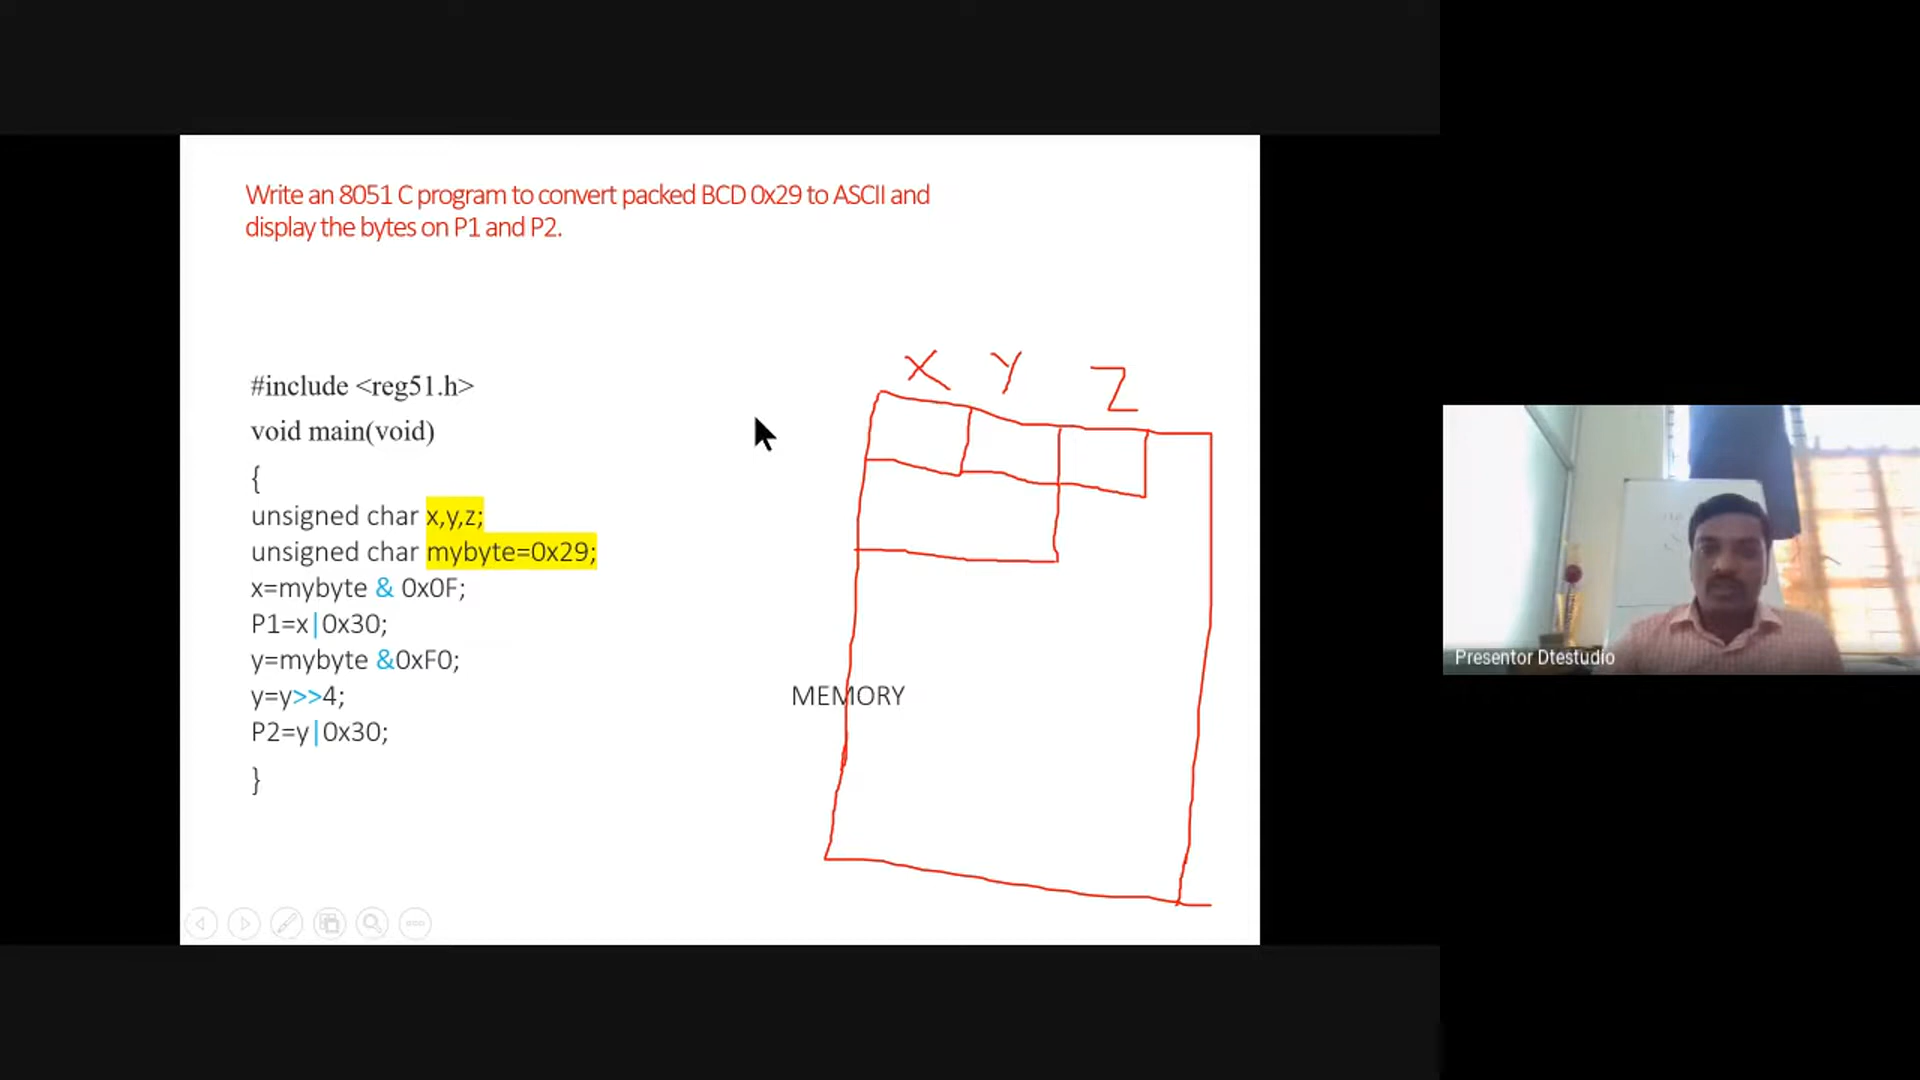 Write an 8051 C program to convert packed BCD 0x29 to ASCII and
display the bytes on P1 and P2.
#include <reg51.h>
void main(void)
{
unsigned char x,y,z;
unsigned char mybyte=0x29;
x=mybyte & 0x0F;
P1=x|0x30;
y=mybyte &0xF0;
y=y>>4;
P2=y|0x30;
}
X Y Z
MEMORY
Presentor Dtestudio